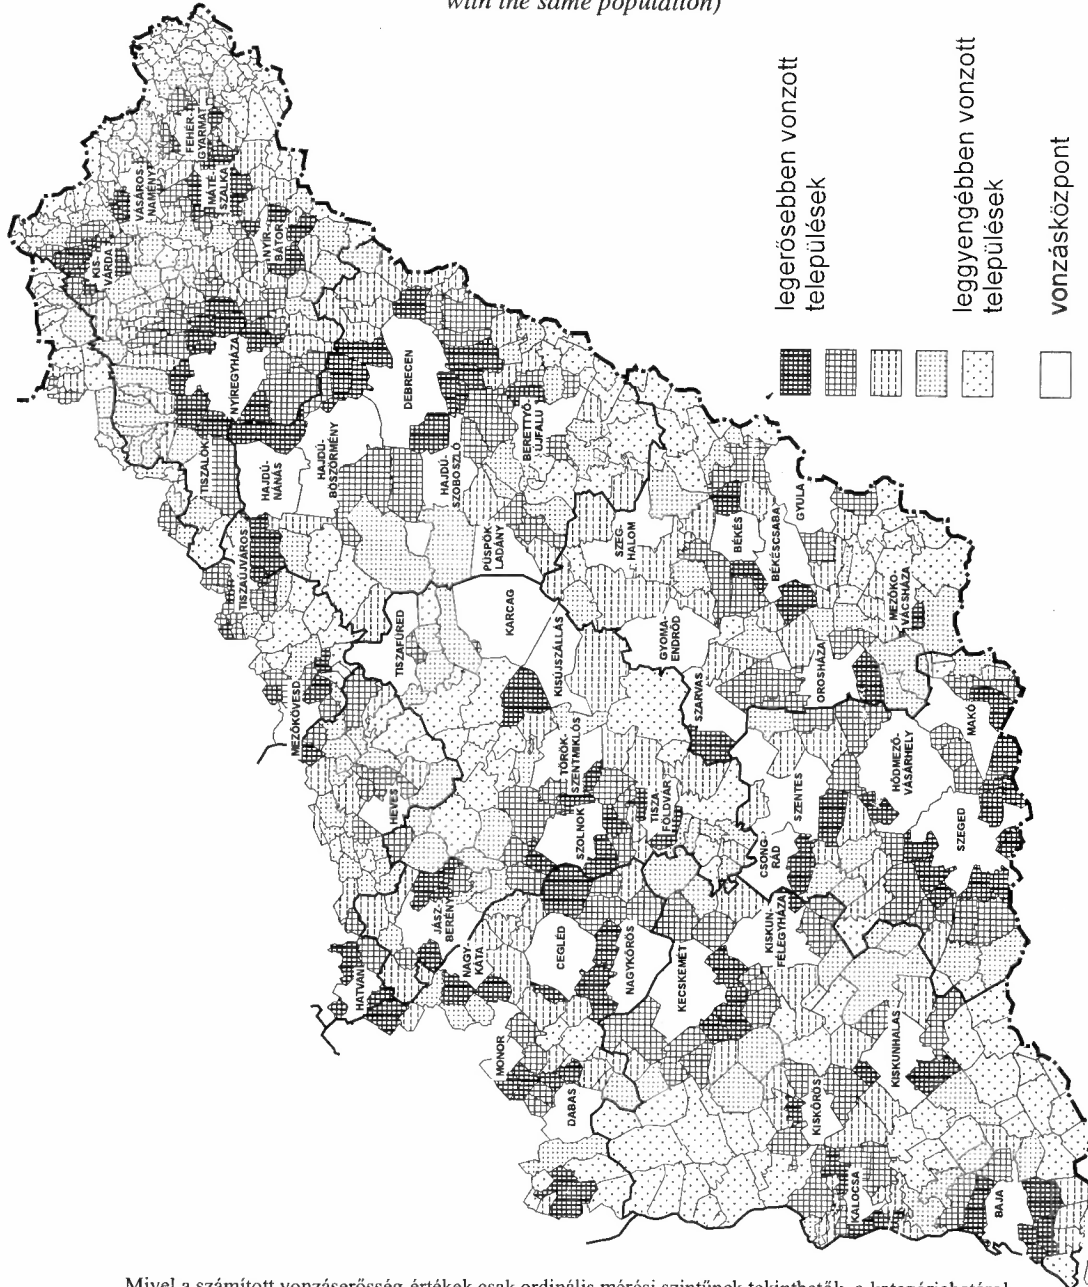 with the same population)
FEHÉR-
GYARMAT
VÁSÁROS-
NAMÉNY
MÁTÉ-
SZALKA
KIS-
VÁRDA
NYÍR-
BÁTOR
NYÍREGYHÁZA
DEBRECEN
TISZALÖK
HAJDÚ-
NÁNÁS
HAJDÚ-
BÖSZÖRMÉNY
HAJDÚ-
SZOBOSZLÓ
BERETTYÓ-
ÚJFALU
TISZAÚJVÁROS
PÜSPÖK-
LADÁNY
SZEG-
HALOM
BÉKÉS
BÉKÉSCSABA
GYULA
MEZŐKÖVESD
TISZAFÜRED
KARCAG
KISÚJSZÁLLÁS
GYOMA-
ENDRŐD
MEZŐKO-
VÁCSHÁZA
OROSHÁZA
SZARVAS
HEVES
TÖRÖK-
SZENTMIKLÓS
SZOLNOK
TISZA
FÖLDVÁR
SZENTES
HÓDMEZŐ-
VÁSÁRHELY
MAKÓ
CSONG-
RÁD
SZEGED
HATVAN
JÁSZ-
BERÉNY
NAGY-
KÁTA
CEGLÉD
NAGYKŐRÖS
KECSKEMÉT
KISKUN-
FÉLEGYHÁZA
MONOR
DABAS
KISKŐRÖS
KISKUNHALAS
KALOCSA
BAJA
legerősebben vonzott
települések
leggyengébben vonzott
települések
vonzásközpont
Mivel a számított vonzáserősség-értékek csak ordinális mérési szintűnek tekinthetők, a kategóriahatárai